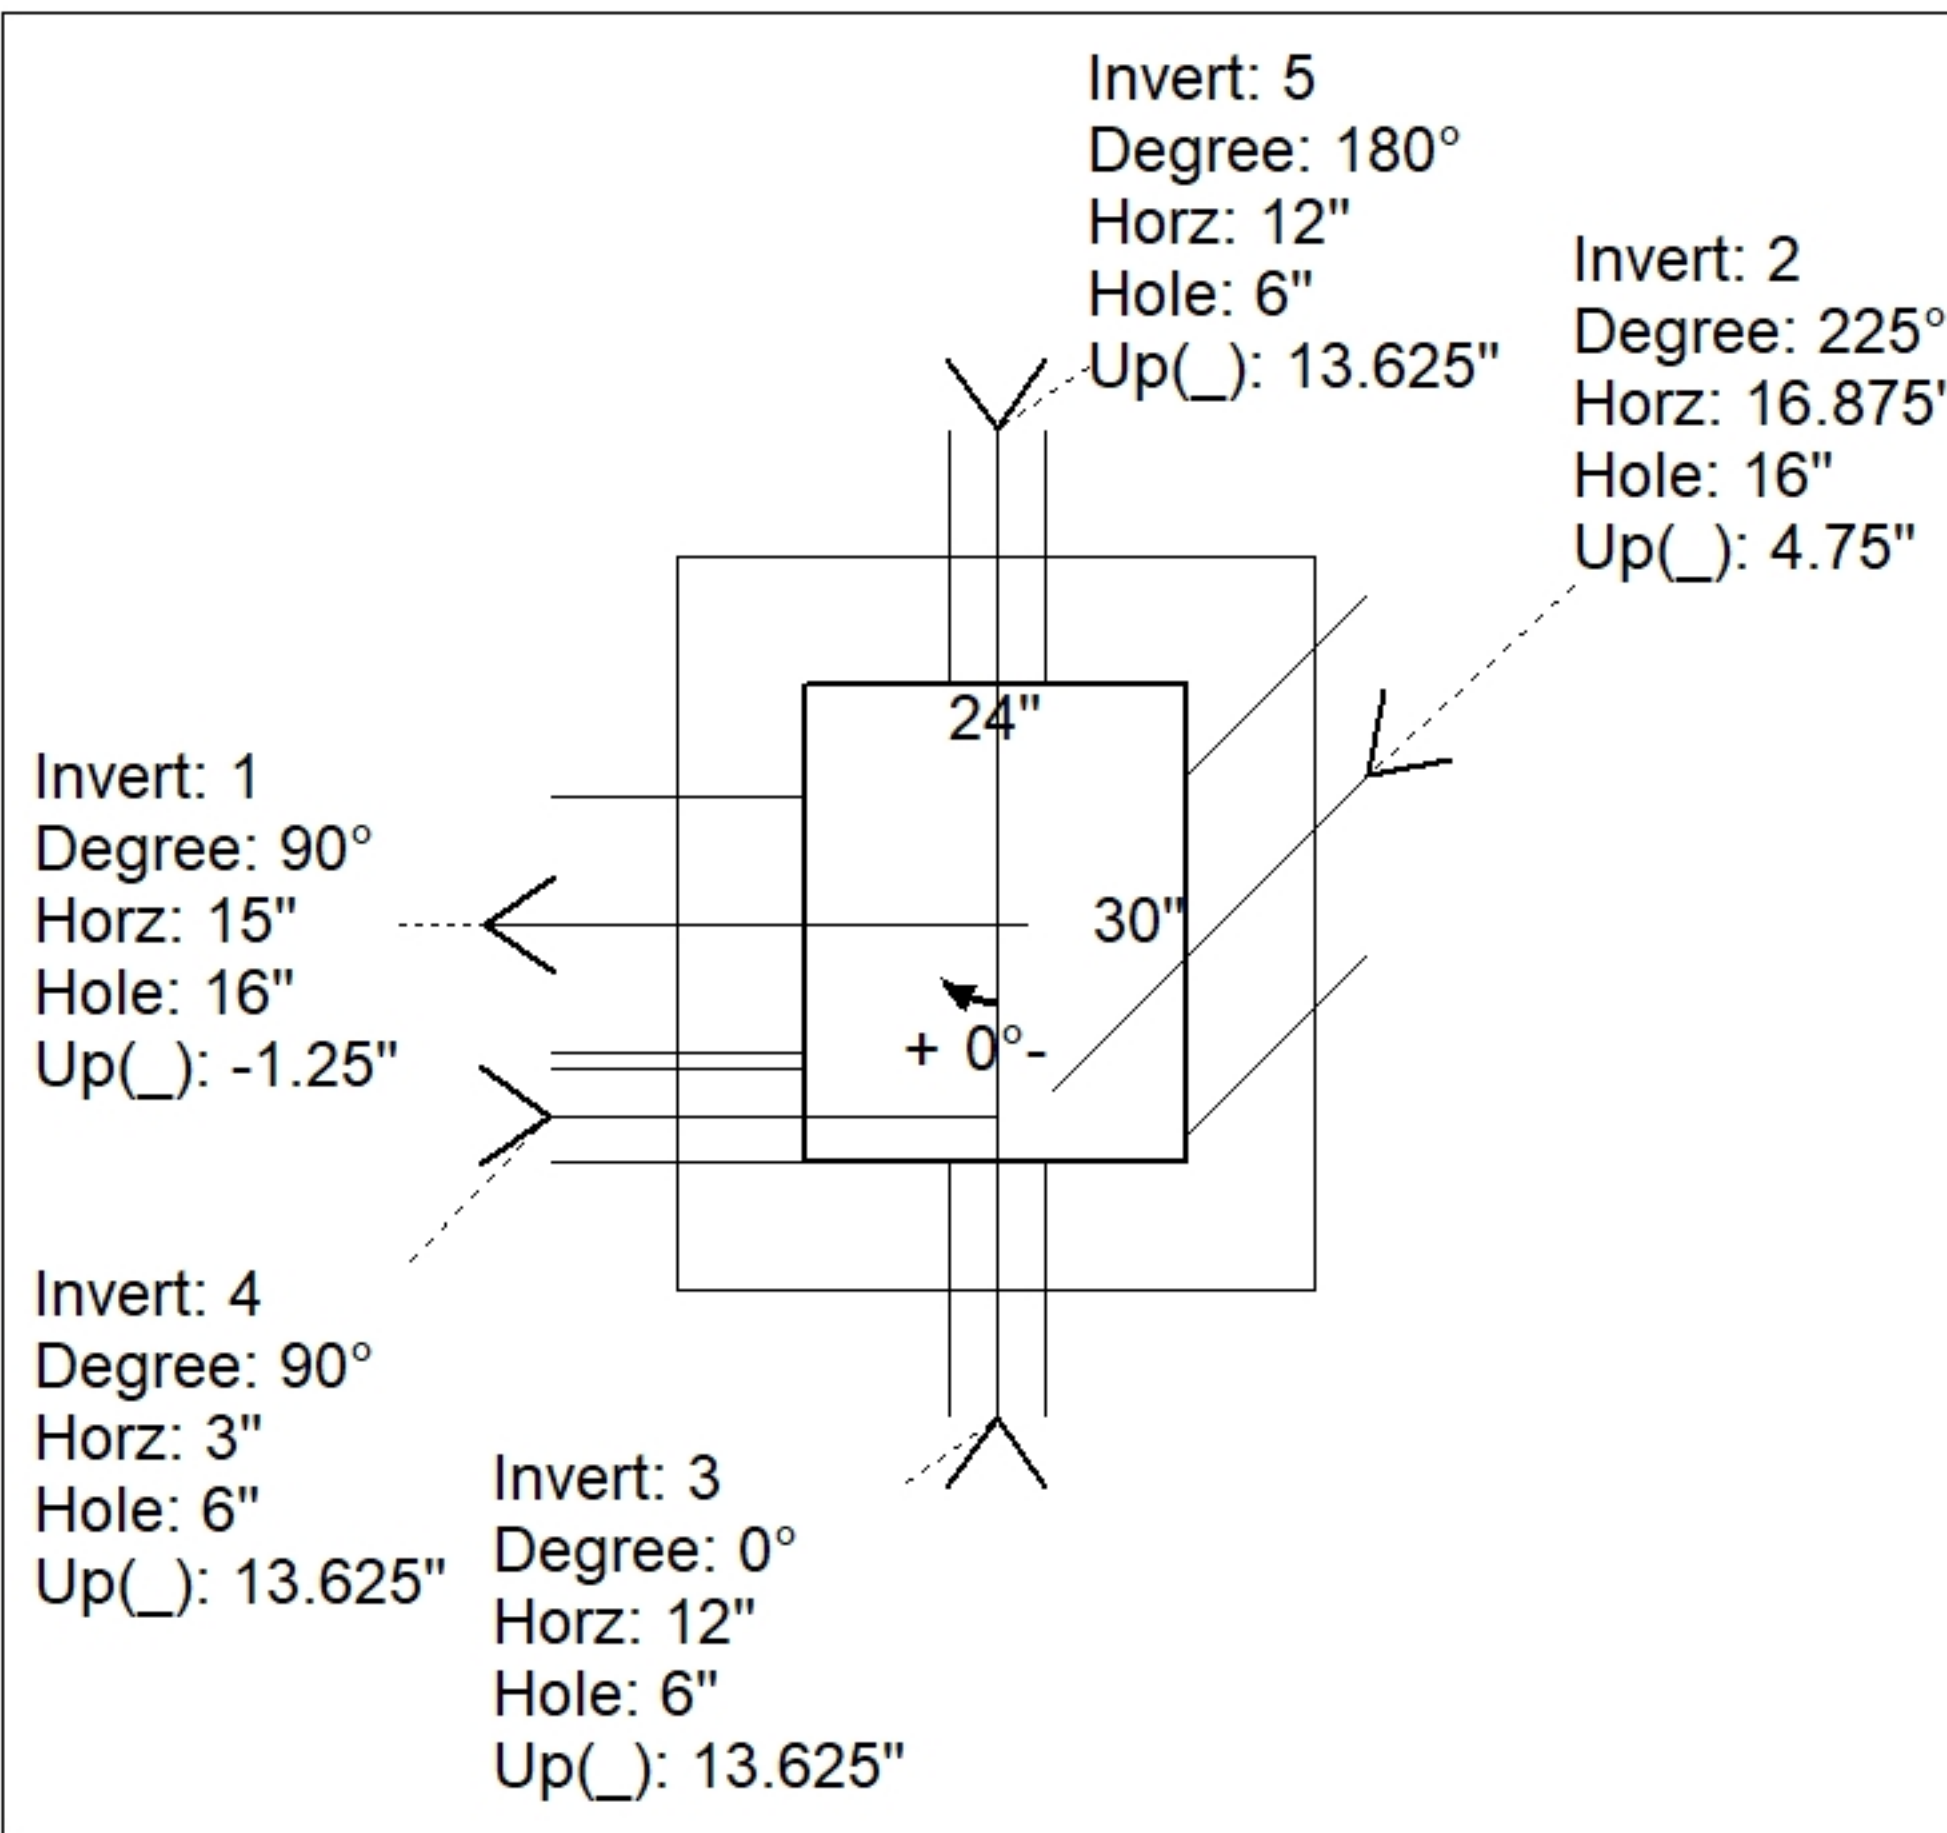 Invert: 5
Degree: 180°
Horz: 12"
Hole: 6"
Up(_): 13.625"
Invert: 2
Degree: 225°
Horz: 16.875"
Hole: 16"
Up(_): 4.75"
24"
30"
+ 0°-
Invert: 1
Degree: 90°
Horz: 15"
Hole: 16"
Up(_): -1.25"
Invert: 4
Degree: 90°
Horz: 3"
Hole: 6"
Up(_): 13.625"
Invert: 3
Degree: 0°
Horz: 12"
Hole: 6"
Up(_): 13.625"